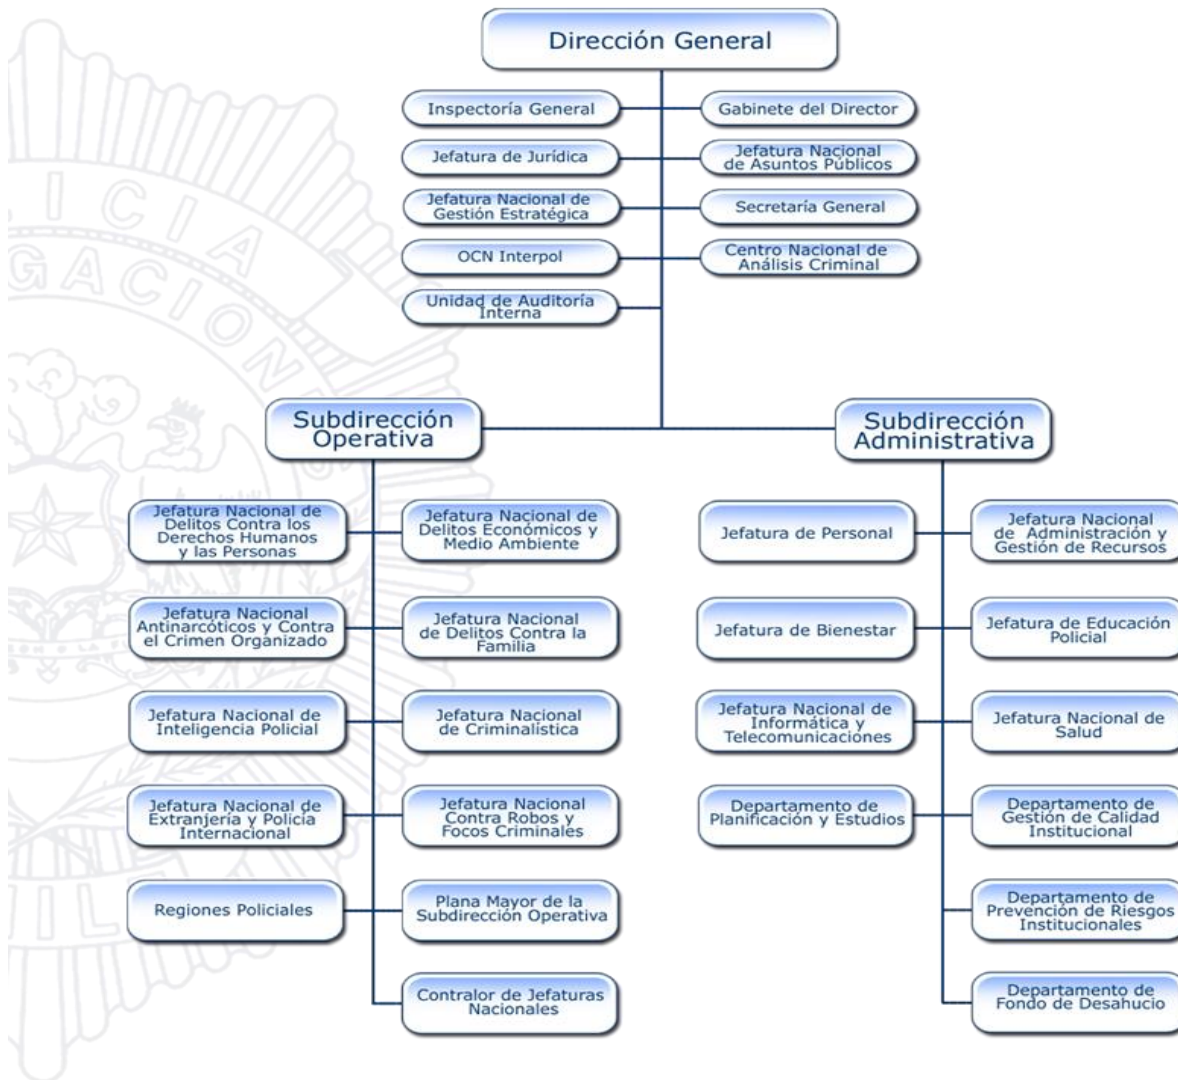 Dirección General
Inspectoría General
Gabinete del Director
Jefatura de Jurídica
Jefatura Nacional
de Asuntos Públicos
Jefatura Nacional de
Gestión Estratégica
Secretaría General
OCN Interpol
Centro Nacional de
Análisis Criminal
Unidad de Auditoría
Interna
Subdirección
Operativa
Subdirección
Administrativa
Jefatura Nacional de
Delitos Contra los
Derechos Humanos
y las Personas
Jefatura Nacional de
Delitos Económicos y
Medio Ambiente
Jefatura de Personal
Jefatura Nacional
de Administración y
Gestión de Recursos
Jefatura Nacional
Antinarcóticos y Contra
el Crimen Organizado
Jefatura Nacional
de Delitos Contra la
Familia
Jefatura de Bienestar
Jefatura de Educación
Policial
Jefatura Nacional de
Inteligencia Policial
Jefatura Nacional
de Criminalística
Jefatura Nacional de
Informática y
Telecomunicaciones
Jefatura Nacional de
Salud
Jefatura Nacional de
Extranjería y Policía
Internacional
Jefatura Nacional
Contra Robos y
Focos Criminales
Departamento de
Planificación y Estudios
Departamento de
Gestión de Calidad
Institucional
Regiones Policiales
Plana Mayor de la
Subdirección Operativa
Departamento de
Prevención de Riesgos
Institucionales
Contralor de Jefaturas
Nacionales
Departamento de
Fondo de Desahucio